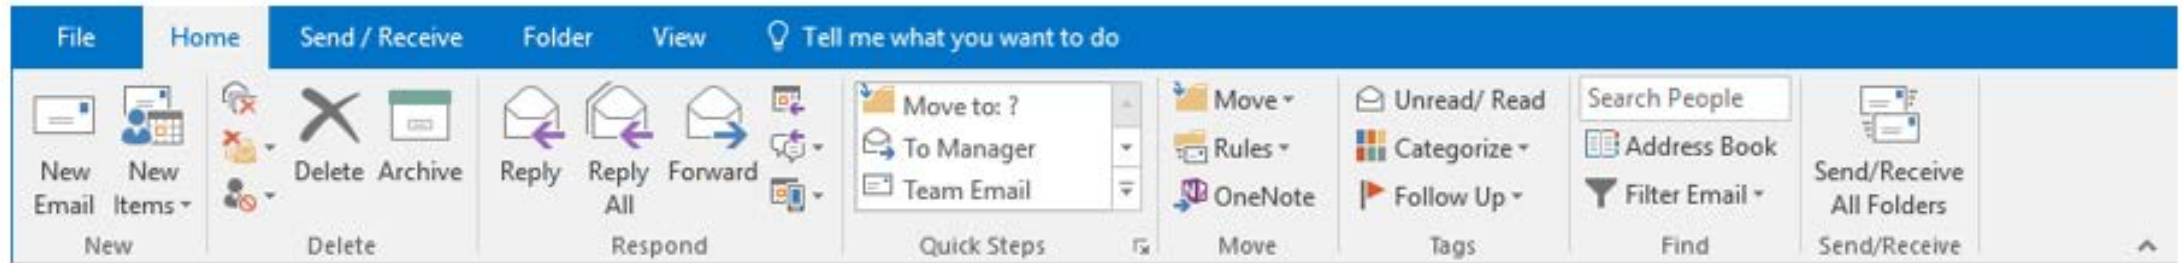 File Home Send / Receive Folder View Tell me what you want to do
New Email
New Items
Delete
Archive
Reply
Reply All
Forward
Move to: ?
To Manager
Team Email
Move
Rules
OneNote
Unread/ Read
Categorize
Follow Up
Search People
Address Book
Filter Email
Send/Receive
All Folders
New Delete Respond Quick Steps Move Tags Find Send/Receive